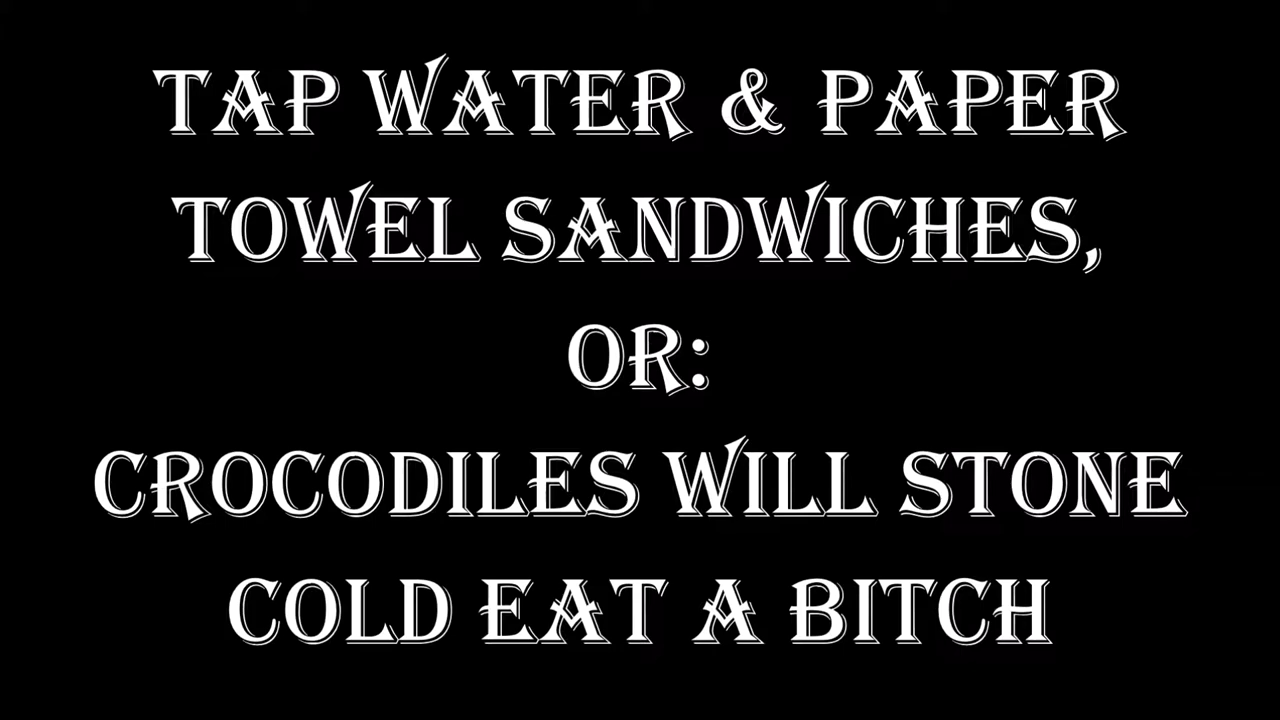 TAP WATER & PAPER
TOWEL SANDWICHES,
OR:
CROCODILES WILL STONE
COLD EAT A BITCH